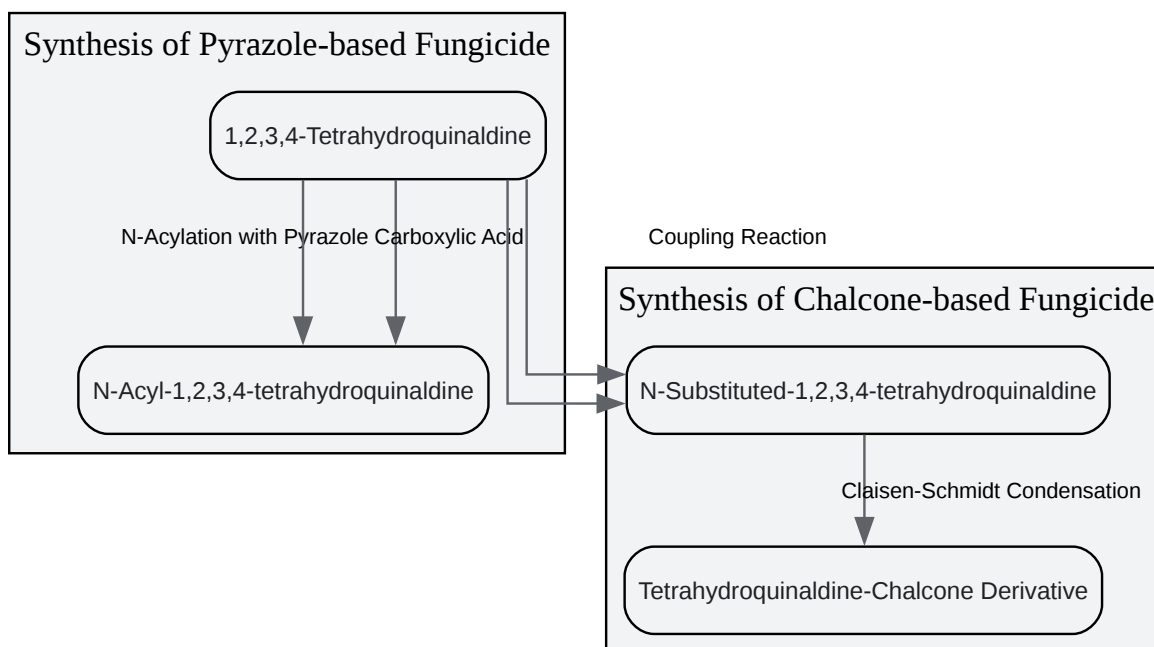 Synthesis of Pyrazole-based Fungicide
1,2,3,4-Tetrahydroquinaldine
N-Acylation with Pyrazole Carboxylic Acid
Coupling Reaction
Synthesis of Chalcone-based Fungicide
N-Acyl-1,2,3,4-tetrahydroquinaldine
N-Substituted-1,2,3,4-tetrahydroquinaldine
Claisen-Schmidt Condensation
Tetrahydroquinaldine-Chalcone Derivative